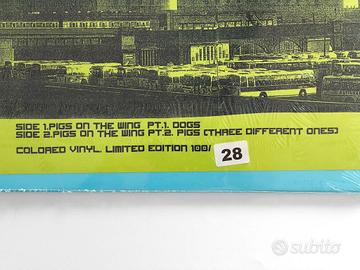 SIDE 1.PIGS ON THE WING PT.1. DOGS
SIDE 2.PIGS ON THE WING PT.2. PIGS (THREE DIFFERENT ONES)
COLORED VINYL. LIMITED EDITION 100/ 28
subito